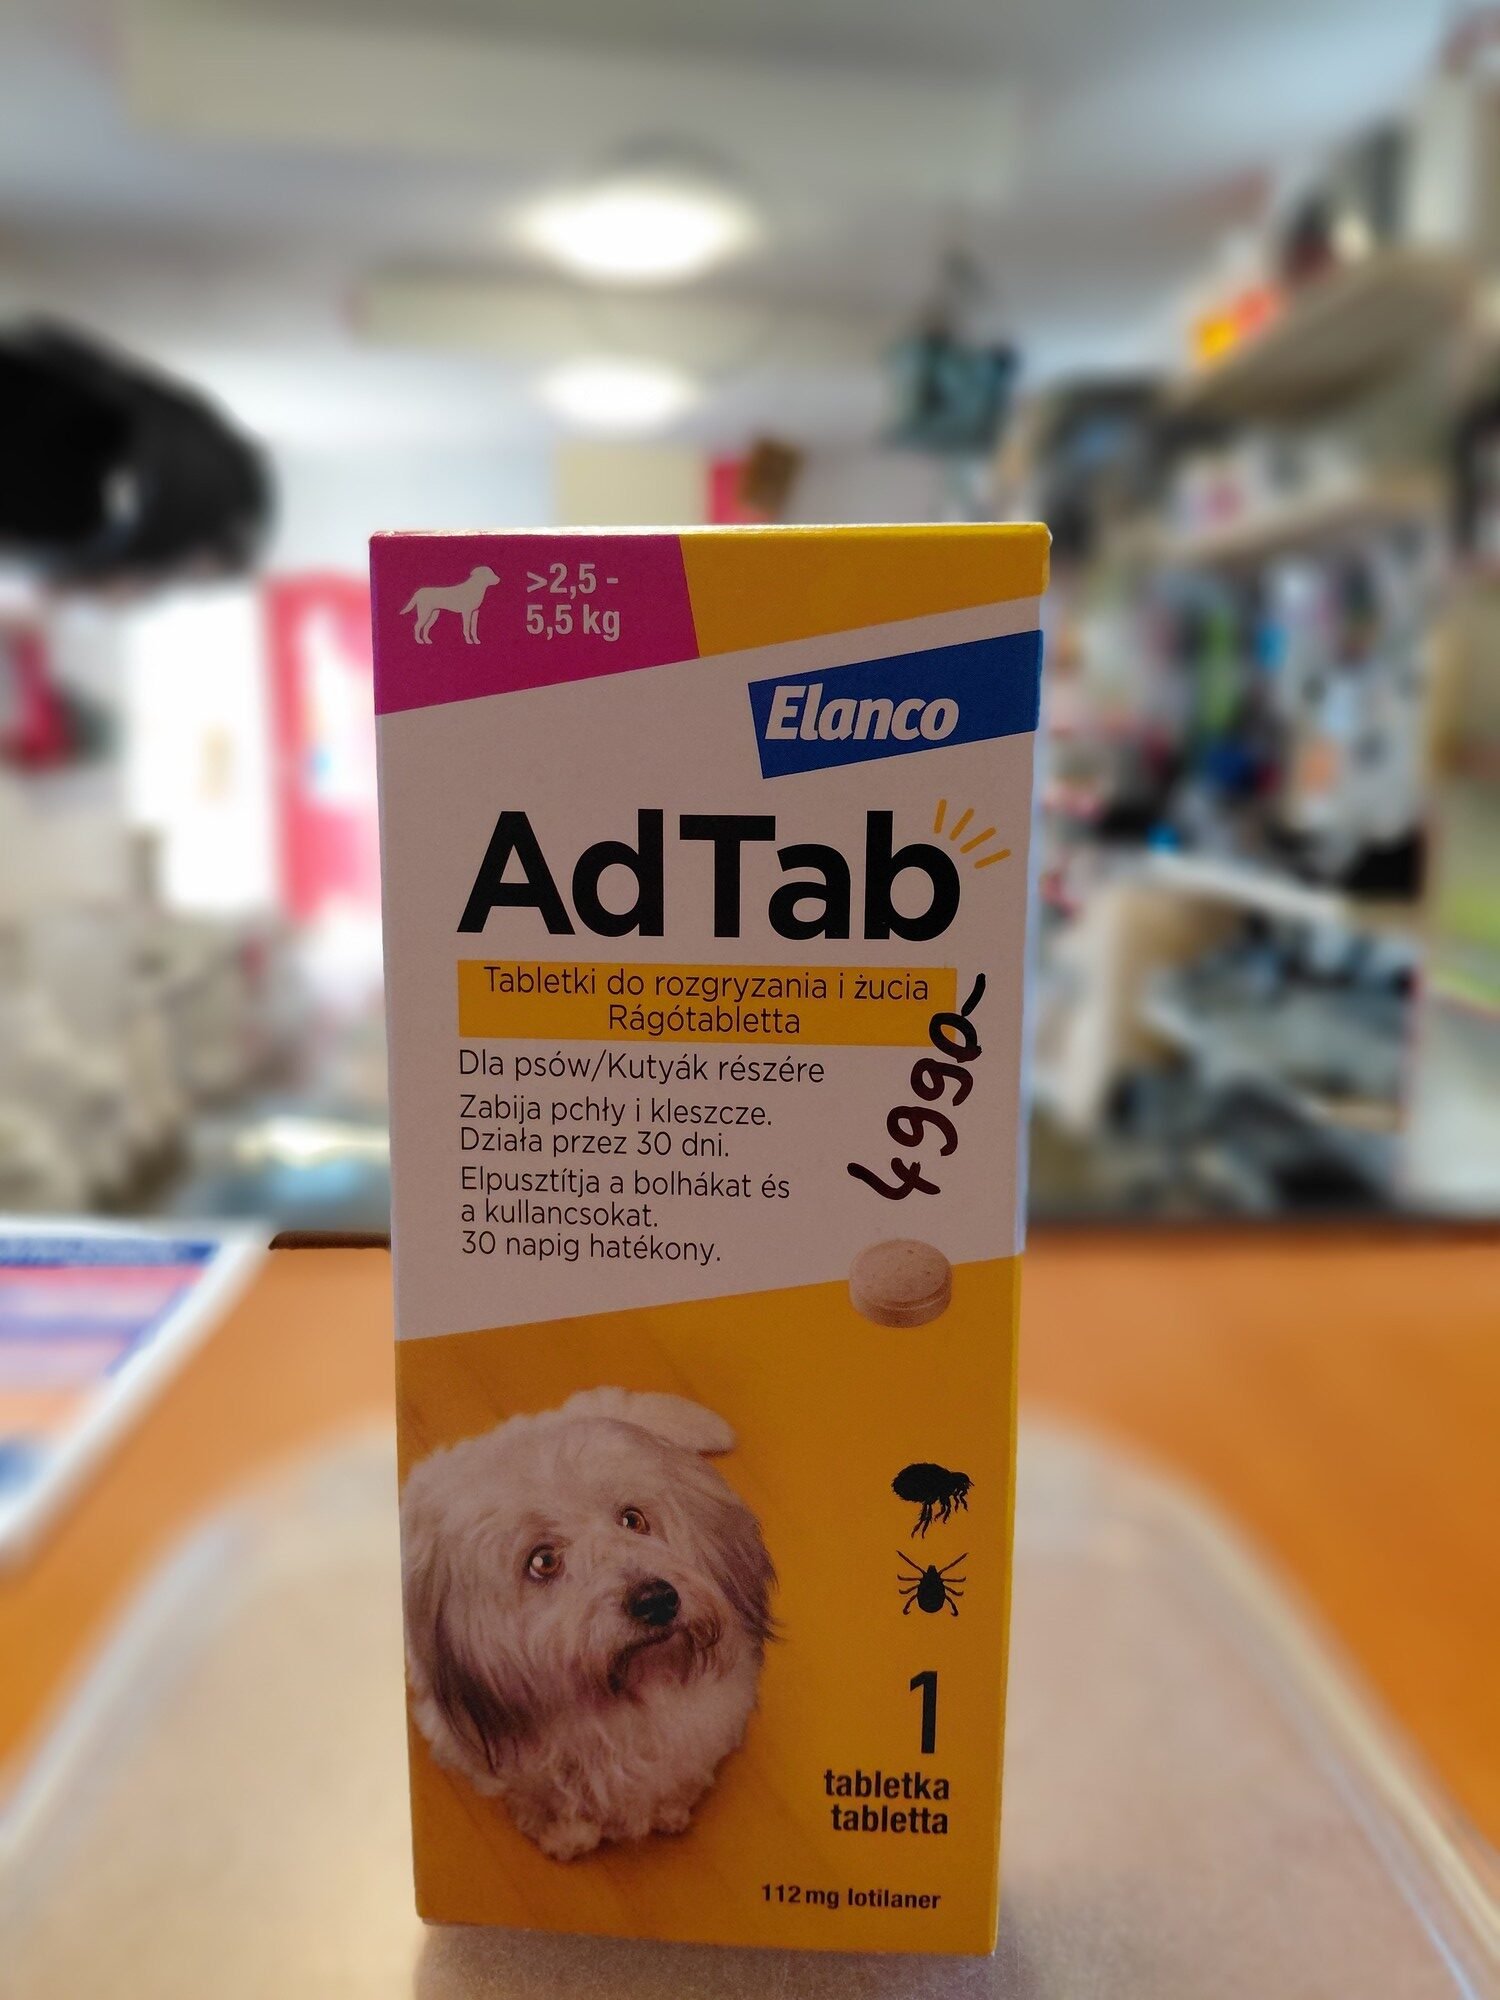 >2,5 -
5,5 kg
Elanco
AdTab
Tabletki do rozgryzania i żucia
Rágótabletta
Dla psów/Kutyák részére
Zabija pchły i kleszcze.
Działa przez 30 dni.
Elpusztítja a bolhákat és
a kullancsokat.
30 napig hatékony.
4990
1
tabletka
tabletta
112 mg lotilaner